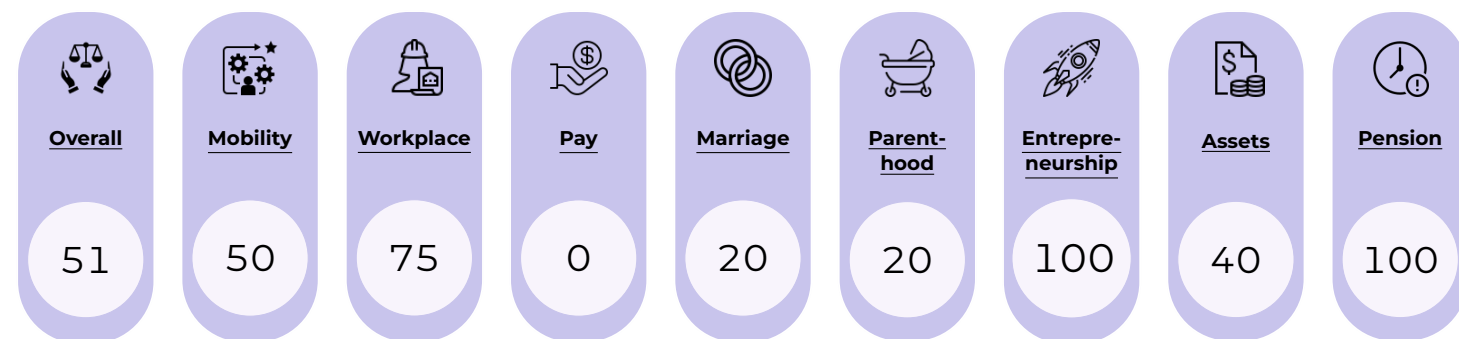 Overall
51
Mobility
50
Workplace
75
Pay
0
Marriage
20
Parent-
hood
20
Entrepre-
neurship
100
Assets
40
Pension
100